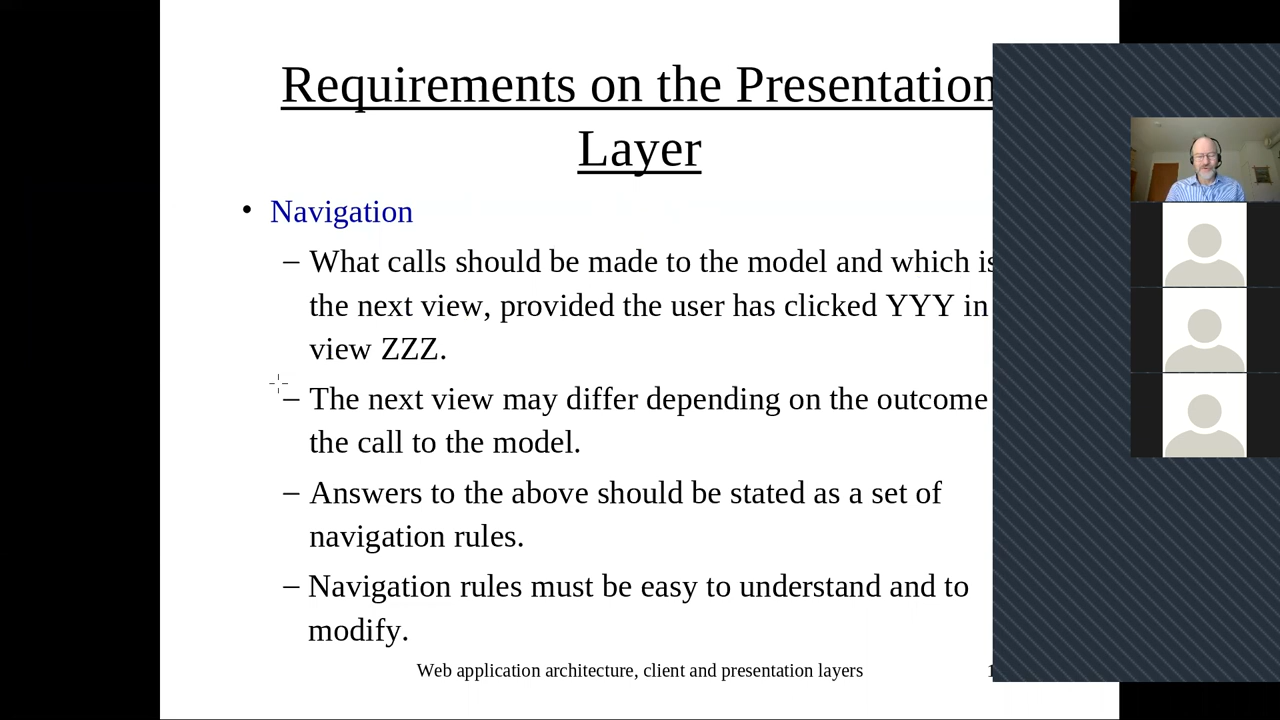 Requirements on the Presentation
Layer
• Navigation
– What calls should be made to the model and which is
the next view, provided the user has clicked YYY in
view ZZZ.
– The next view may differ depending on the outcome
the call to the model.
– Answers to the above should be stated as a set of
navigation rules.
– Navigation rules must be easy to understand and to
modify.
Web application architecture, client and presentation layers